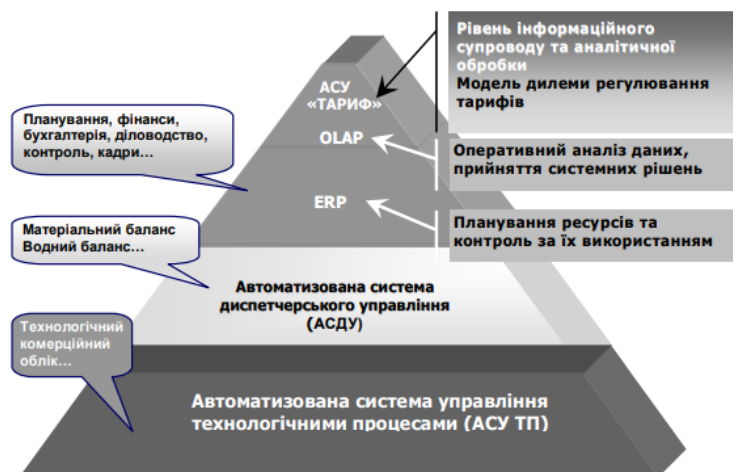 Рівень інформаційного
супроводу та аналітичної
обробки
Модель дилеми регулювання
тарифів
АСУ
«ТАРИФ»
OLAP
Оперативний аналіз даних,
прийняття системних рішень
Планування, фінанси,
бухгалтерія, діловодство,
контроль, кадри...
ERP
Планування ресурсів та
контроль за їх використанням
Матеріальний баланс
Водний баланс...
Автоматизована система
диспетчерського управління
(АСДУ)
Технологічний
комерційний
облік...
Автоматизована система управління
технологічними процесами (АСУ ТП)